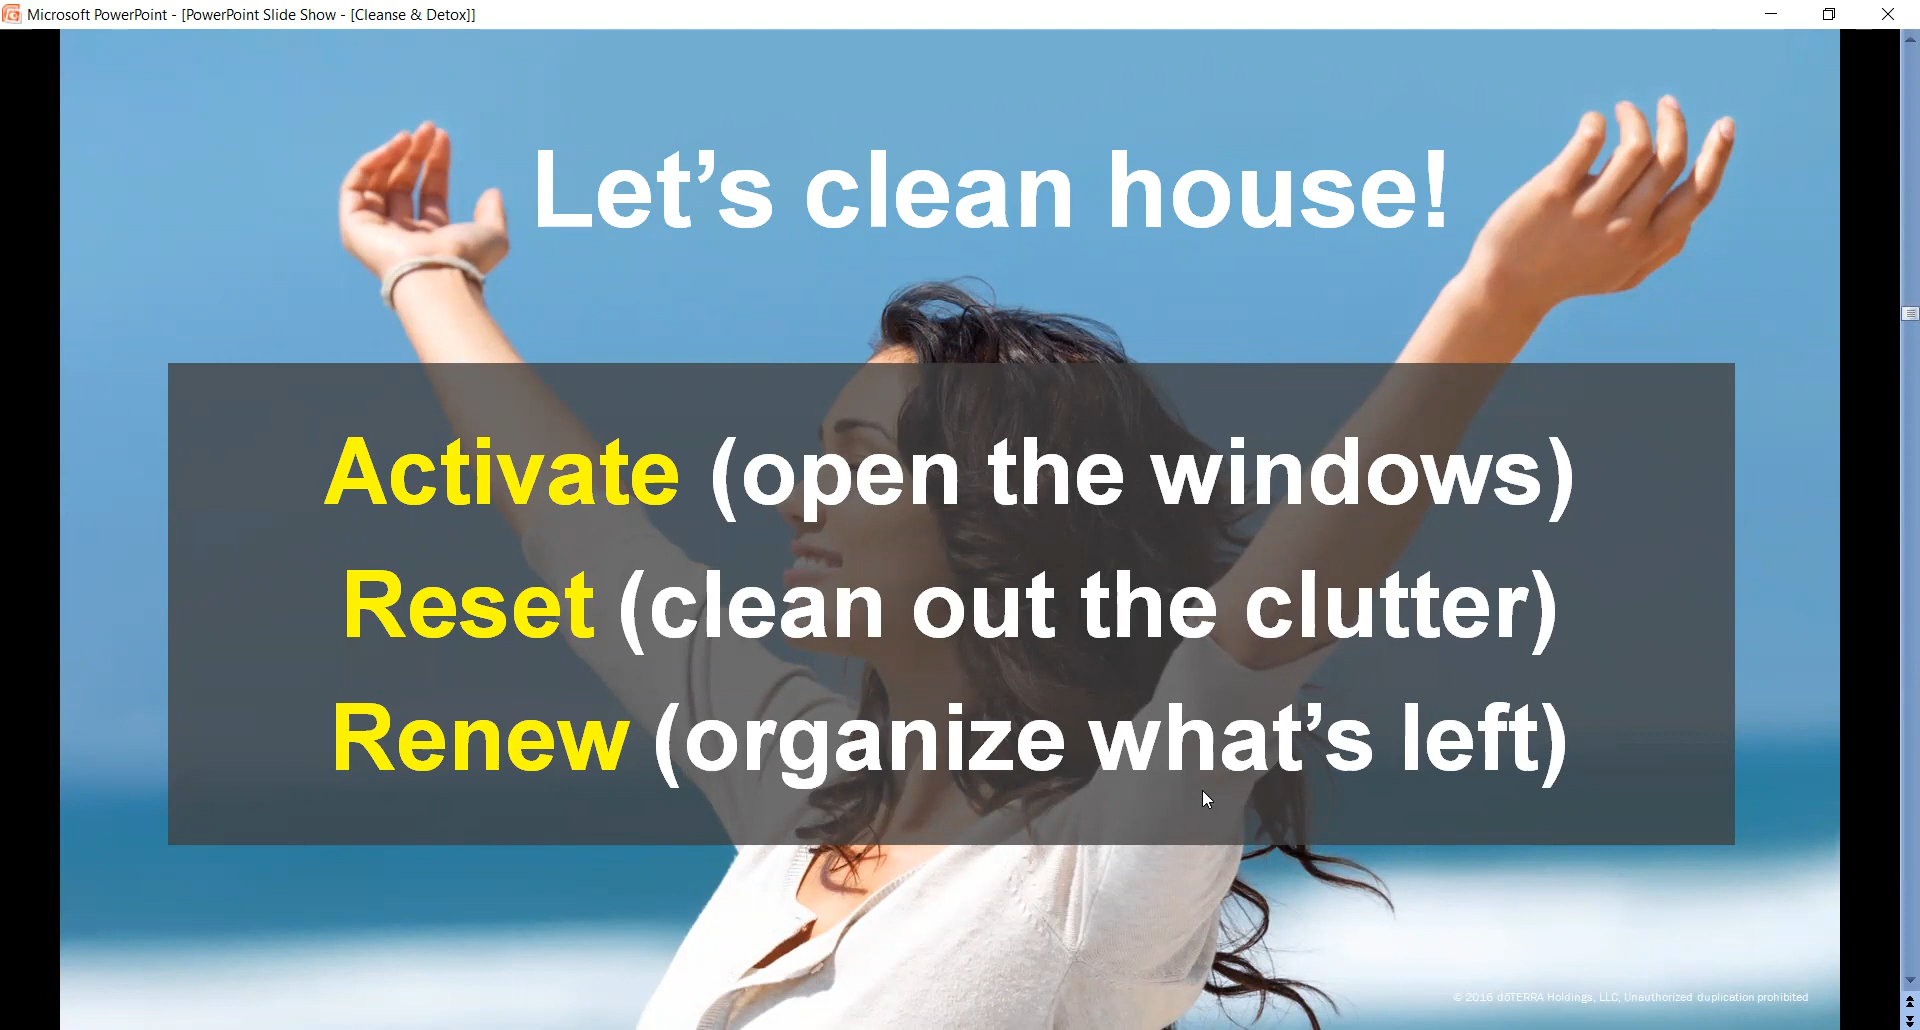 Microsoft PowerPoint - [PowerPoint Slide Show - [Cleanse & Detox]]
Let’s clean house!
Activate (open the windows)
Reset (clean out the clutter)
Renew (organize what’s left)
© 2016 dōTERRA Holdings, LLC, Unauthorized duplication prohibited